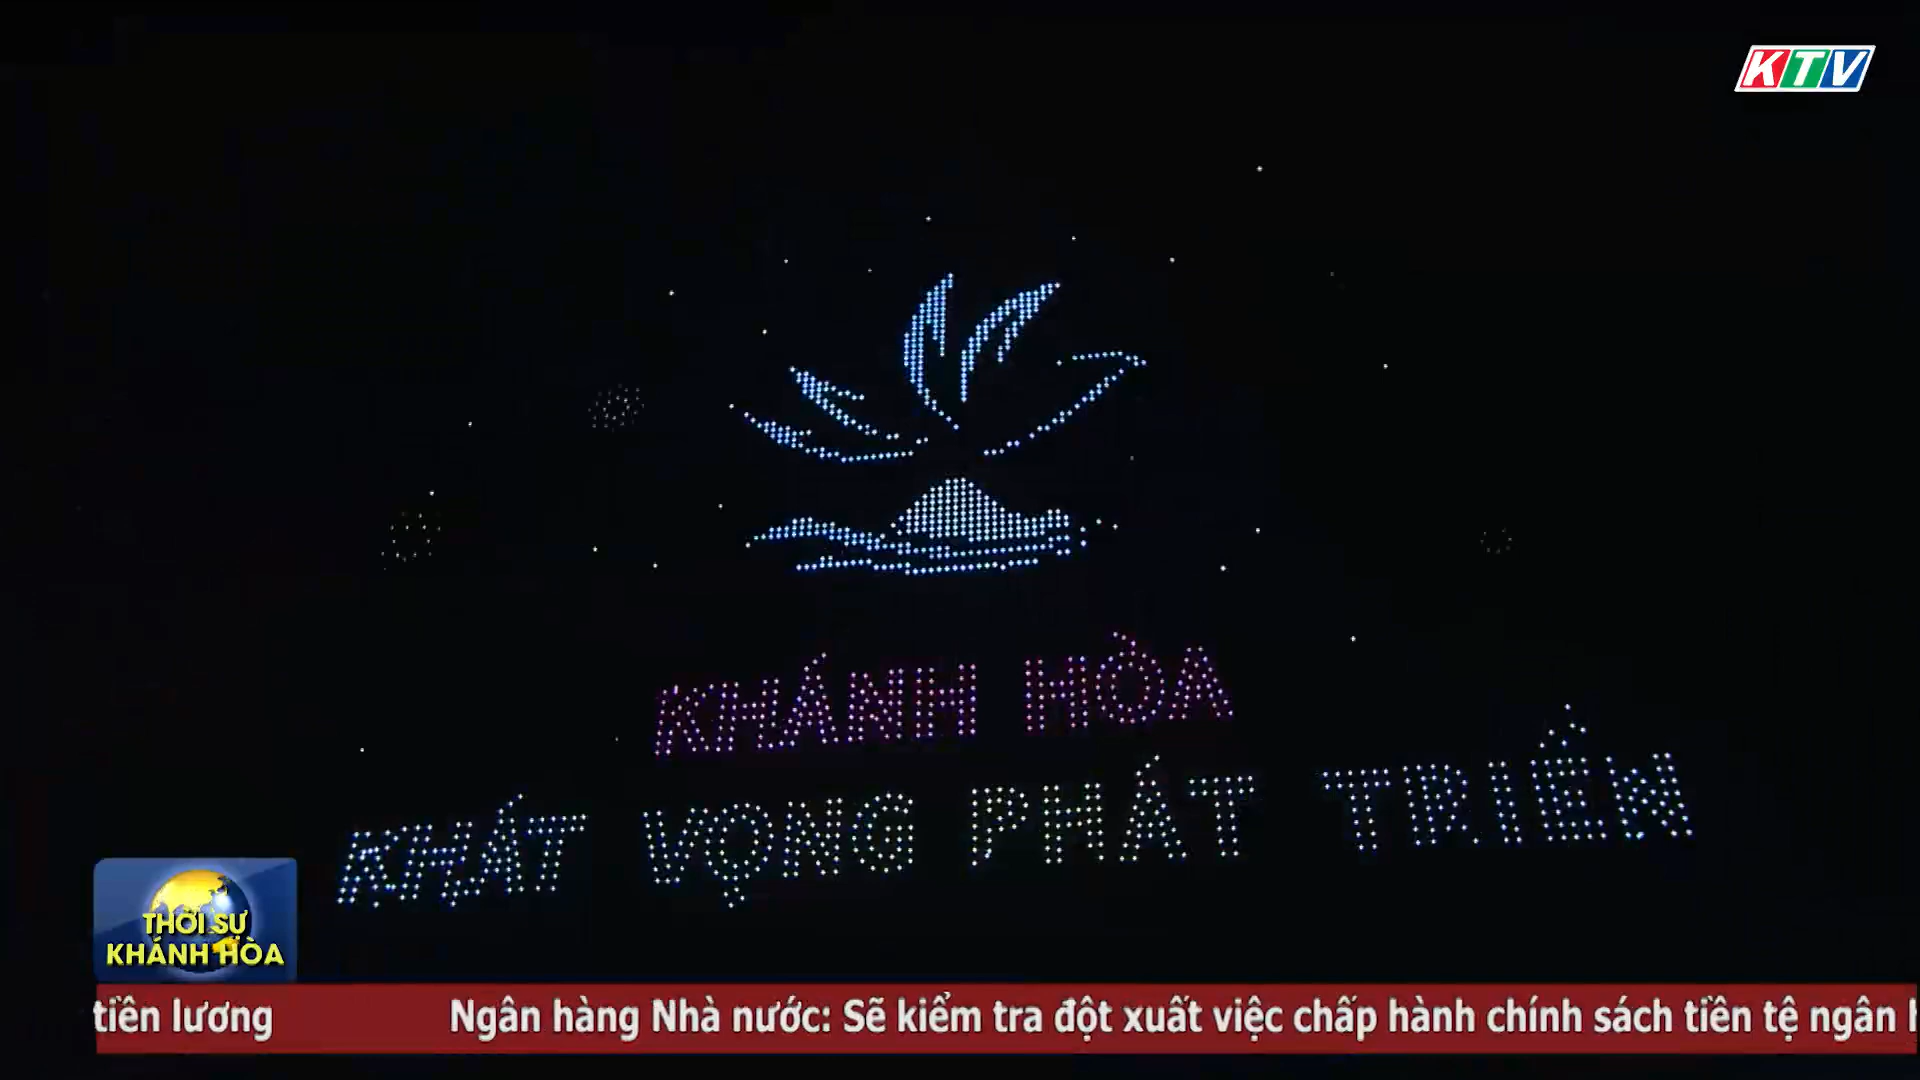 KTV
KHÁNH HÒA
KHÁT VỌNG PHÁT TRIỂN
THỜI SỰ
KHÁNH HÒA
tiền lương Ngân hàng Nhà nước: Sẽ kiểm tra đột xuất việc chấp hành chính sách tiền tệ ngân